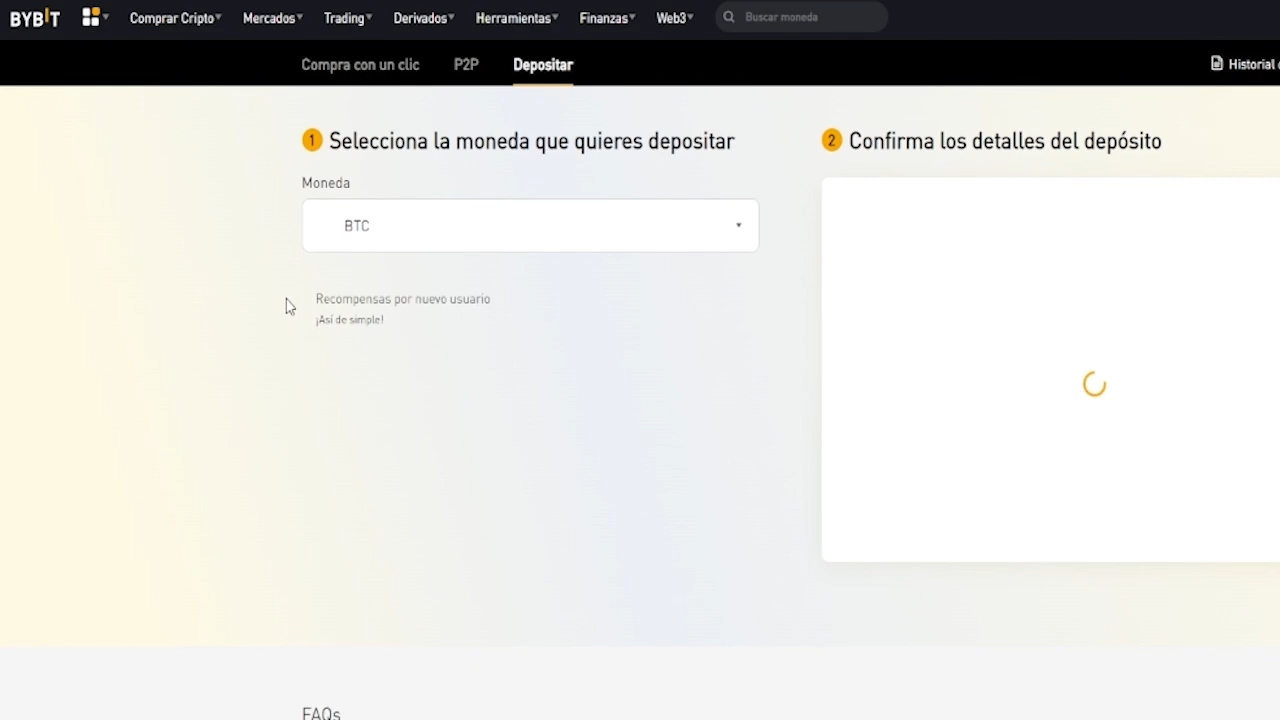 BYBIT Comprar Cripto Mercados Trading Derivados Herramientas Finanzas Web3 Buscar moneda
Compra con un clic P2P Depositar Historial
1 Selecciona la moneda que quieres depositar
Moneda
BTC
Recompensas por nuevo usuario
¡Así de simple!
2 Confirma los detalles del depósito
FAQs